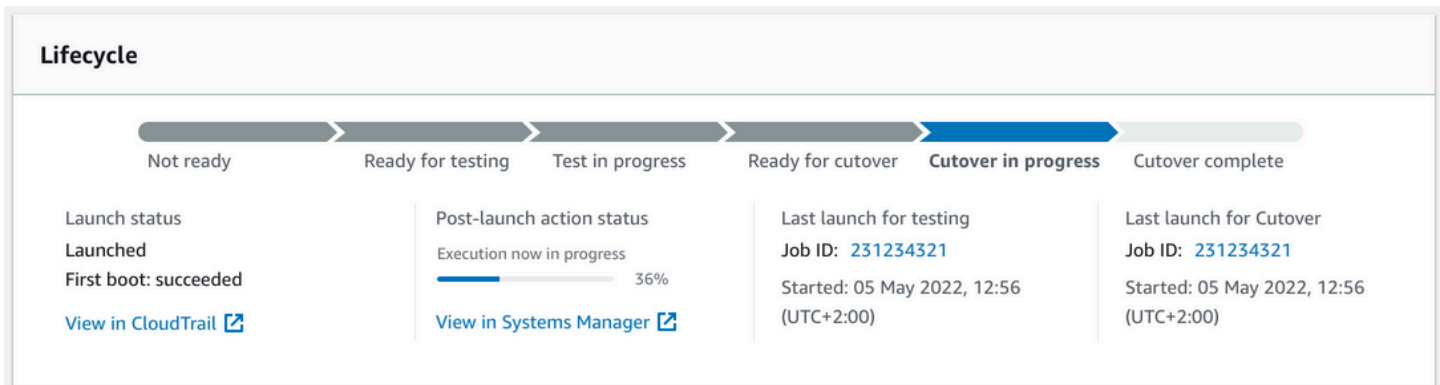 Lifecycle
Not ready
Ready for testing
Test in progress
Ready for cutover
Cutover in progress
Cutover complete
Launch status
Launched
First boot: succeeded
View in CloudTrail
Post-launch action status
Execution now in progress
36%
View in Systems Manager
Last launch for testing
Job ID: 231234321
Started: 05 May 2022, 12:56
(UTC+2:00)
Last launch for Cutover
Job ID: 231234321
Started: 05 May 2022, 12:56
(UTC+2:00)